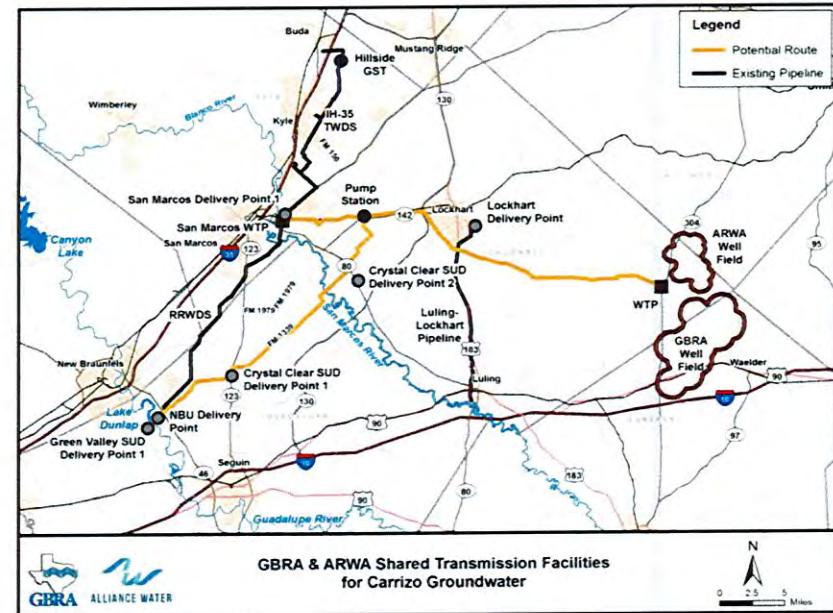 Legend
Potential Route
Existing Pipeline
Buda
Mustang Ridge
Hillside
GST
Wimberley
Blanco River
130
Kyle
IH-35
TWDS
FM 150
San Marcos Delivery Point 1
Pump
Station
Lockhart
Lockhart
Delivery Point
142
San Marcos WTP
San Marcos
123
35
304
ARWA
Well
Field
95
Canyon
Lake
80
Crystal Clear SUD
Delivery Point 2
WTP
RRWDS
FM 1979
FM-1979
San Marcos River
Luling-
Lockhart
Pipeline
GBRA
Well
Field
FM-1339
183
New Braunfels
Waelder
90
Crystal Clear SUD
Delivery Point 1
Luling
10
Lake-
Dunlap
NBU Delivery
Point
123
130
90
Green Valley SUD
Delivery Point 1
97
46
Seguin
10
183
90
80
Guadalupe River
GBRA
ALLIANCE WATER
GBRA & ARWA Shared Transmission Facilities
for Carrizo Groundwater
N
0 2.5 5
Miles